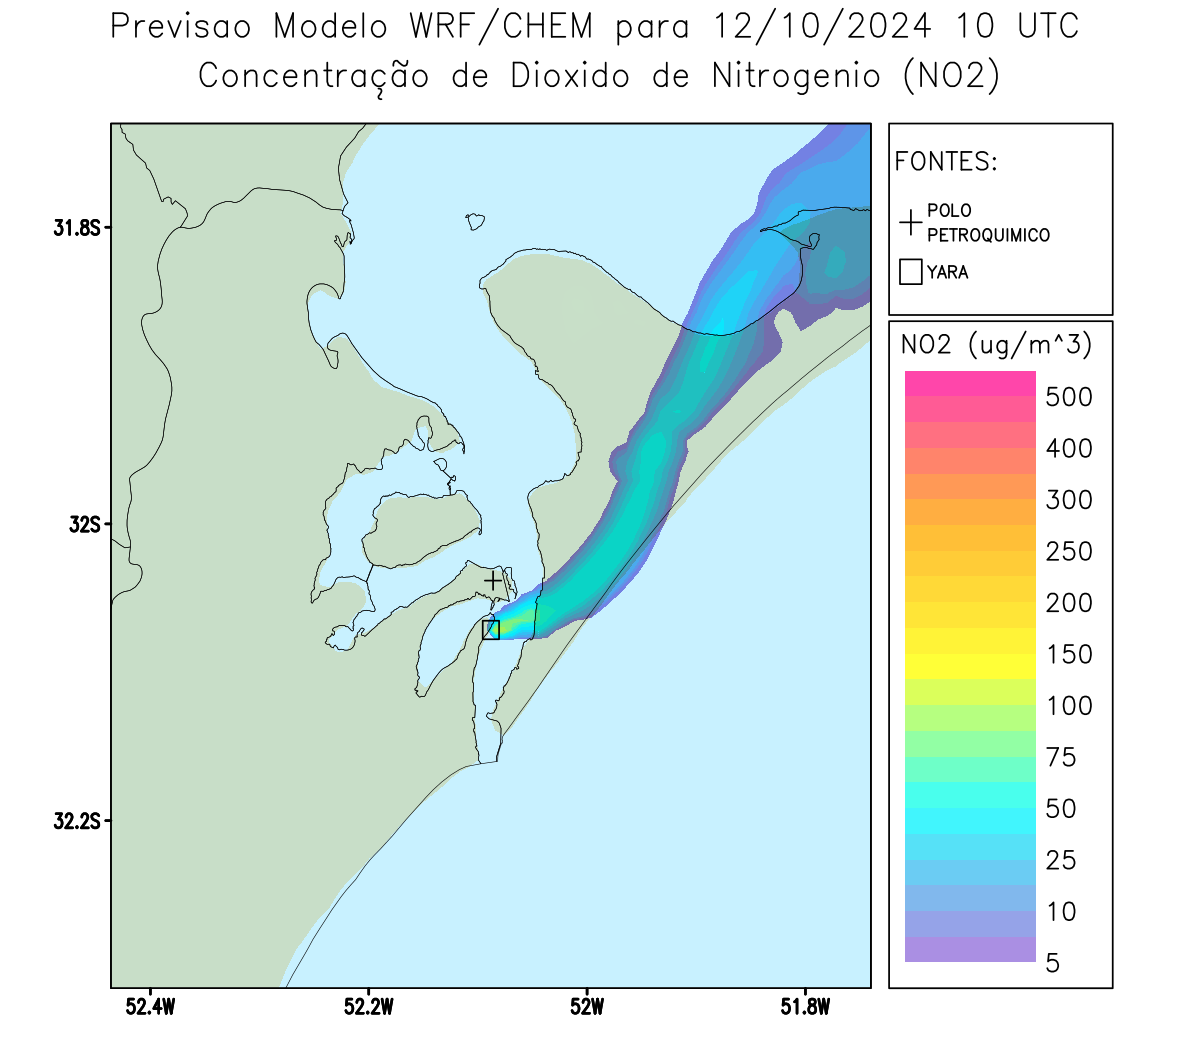 Previsao Modelo WRF/CHEM para 12/10/2024 10 UTC
Concentração de Dioxido de Nitrogenio (NO2)
FONTES:
POLO
PETROQUIMICO
YARA
NO2 (ug/m^3)
500
400
300
250
200
150
100
75
50
25
10
5
31.8S
32S
32.2S
52.4W
52.2W
52W
51.8W